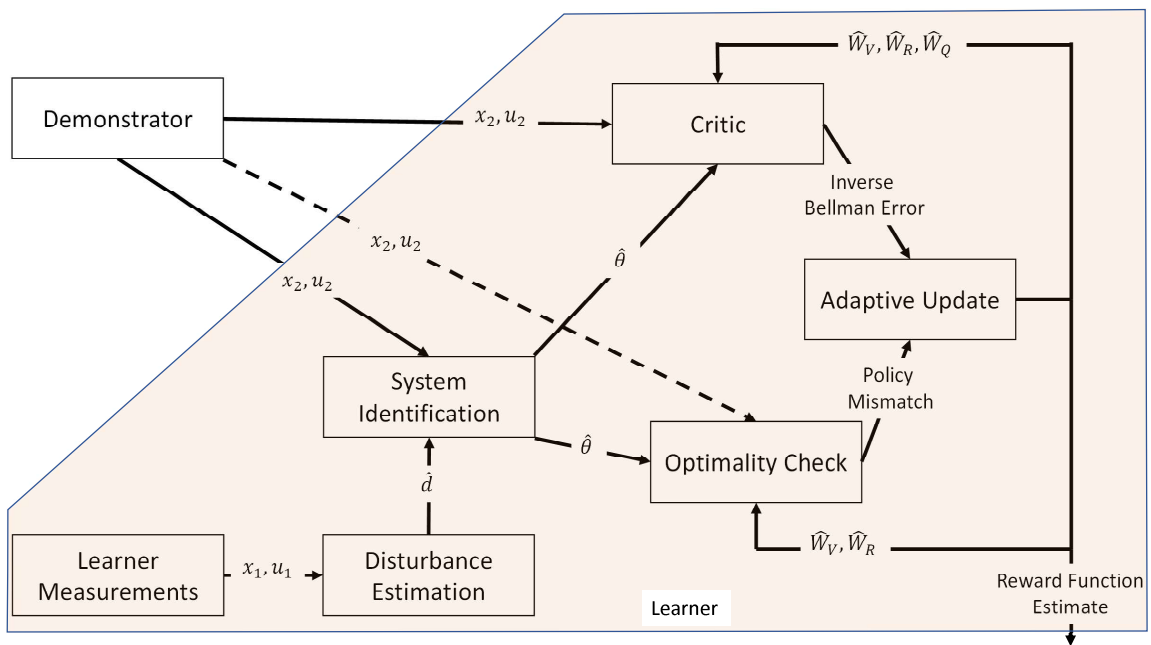 Ŵ_V, Ŵ_R, Ŵ_Q
Demonstrator
x₂, u₂
Critic
Inverse
Bellman Error
x₂, u₂
x₂, u₂
θ̂
Adaptive Update
System
Identification
Policy
Mismatch
θ̂
Optimality Check
d̂
Learner
Measurements
x₁, u₁
Disturbance
Estimation
Ŵ_V, Ŵ_R
Reward Function
Estimate
Learner